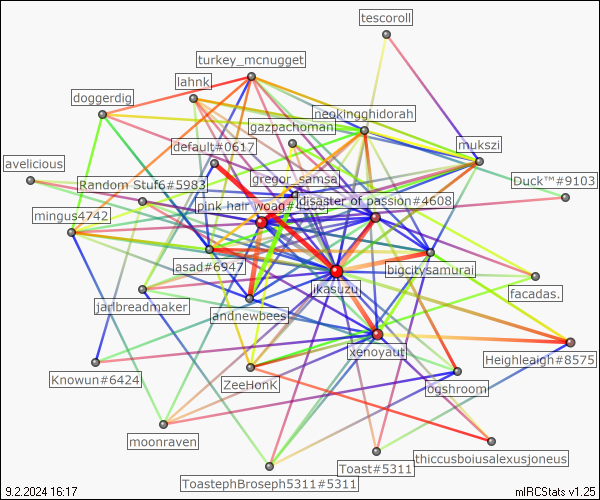 tescoroll
turkey_mcnugget
lahnk
doggerdig
neokingghidorah
gazpachoman
default#0617
mukszi
avelicious
gregor_samsa
Duck™#9103
Random Stuf6#5983
disaster of passion#4608
pink hair woag
mingus4742
asad#6947
bigcitysamurai
ikasuzu
facadas.
jarlbreadmaker
andnewbees
xenoyaut
Heighleaigh#8575
Knowun#6424
ZeeHonK
ogshroom
moonraven
thiccusboiusalexusjoneus
Toast#5311
ToastephBroseph5311#5311
9.2.2024 16:17
mIRCStats v1.25